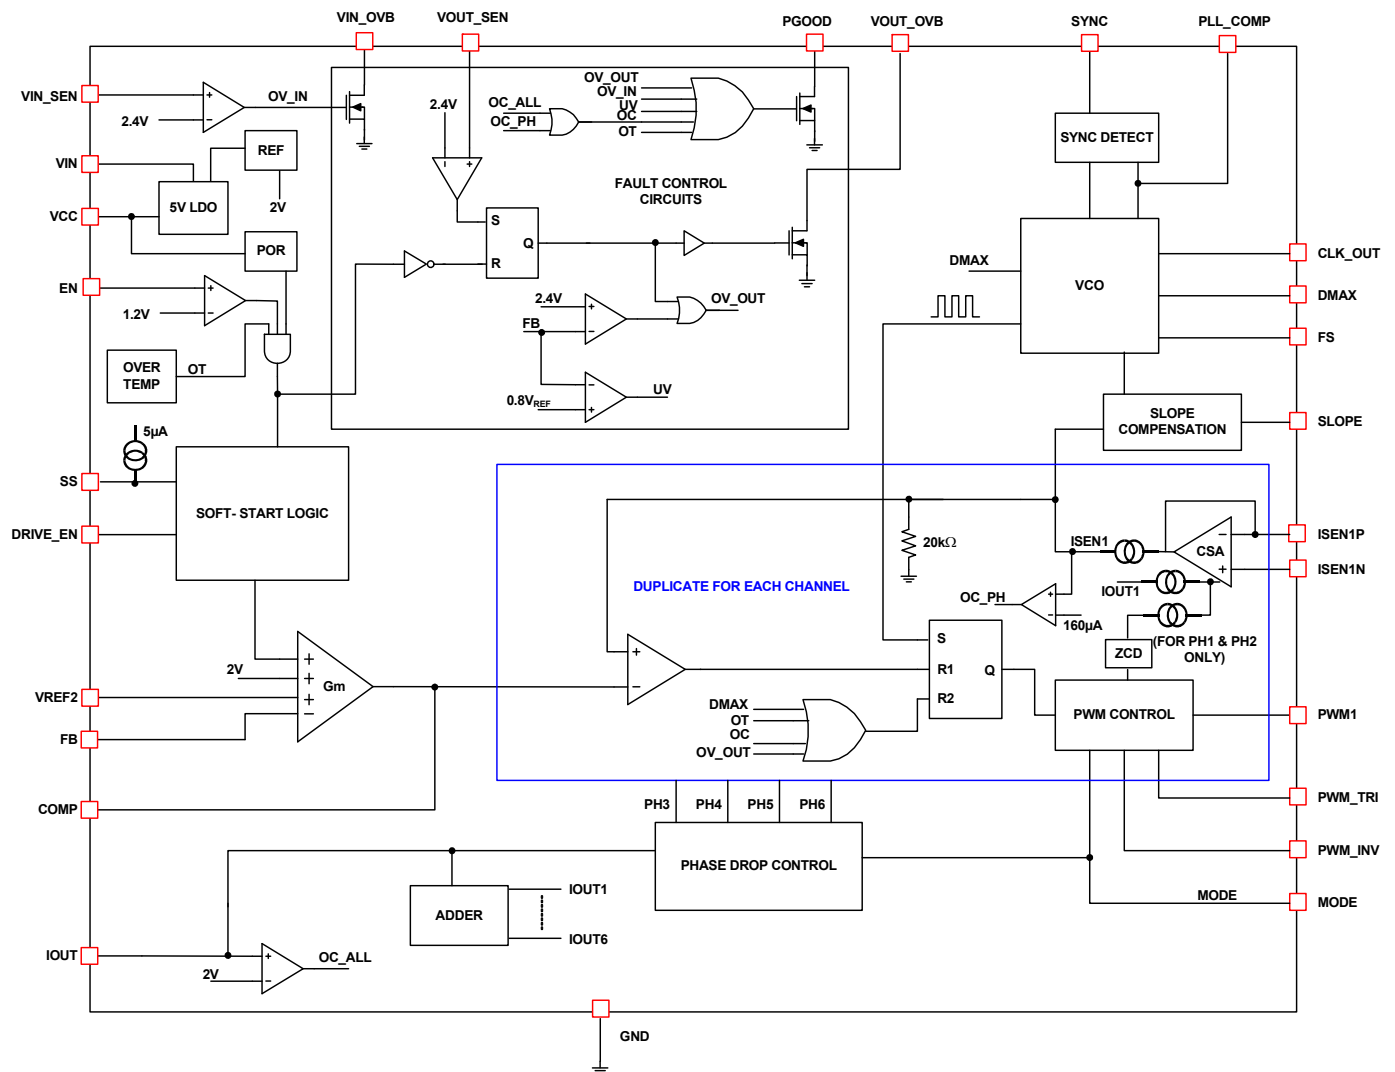 VIN_OVB
VOUT_SEN
PGOOD
VOUT_OVB
SYNC
PLL_COMP
VIN_SEN
+
−
2.4V
OV_IN
2.4V
−
+
OC_ALL
OC_PH
OV_OUT
OV_IN
UV
OC
OT
SYNC DETECT
VIN
REF
2V
5V LDO
VCC
POR
FAULT CONTROL
CIRCUITS
S
R
Q
EN
+
−
1.2V
OVER
TEMP
OT
2.4V
FB
+
−
OV_OUT
−
+
0.8VREF
UV
DMAX
VCO
CLK_OUT
DMAX
FS
SLOPE
COMPENSATION
SLOPE
5µA
SS
SOFT- START LOGIC
DRIVE_EN
20kΩ
ISEN1
CSA
−
+
ISEN1P
ISEN1N
IOUT1
DUPLICATE FOR EACH CHANNEL
OC_PH
+
−
160µA
(FOR PH1 & PH2
ONLY)
ZCD
2V
Gm
+
+
+
−
VREF2
FB
+
−
S
R1
R2
Q
DMAX
OT
OC
OV_OUT
PWM CONTROL
PWM1
COMP
PH3
PH4
PH5
PH6
PWM_TRI
PHASE DROP CONTROL
PWM_INV
MODE
MODE
ADDER
IOUT1
IOUT6
IOUT
+
−
2V
OC_ALL
GND